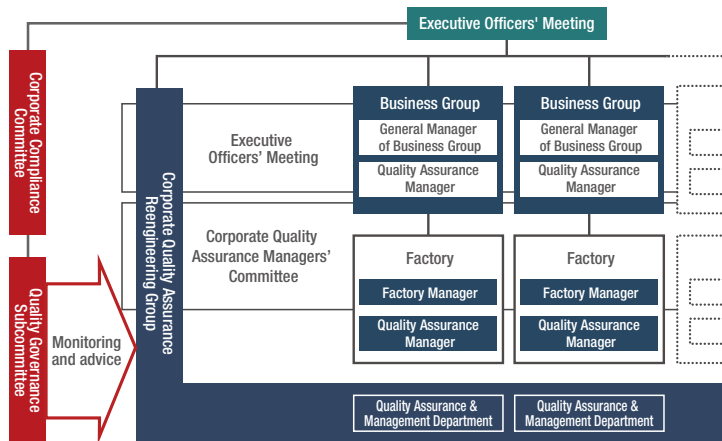 Executive Officers' Meeting
Corporate Compliance
Committee
Quality Governance
Subcommittee
Monitoring
and advice
Corporate Quality Assurance
Reengineering Group
Executive
Officers’ Meeting
Corporate Quality
Assurance Managers’
Committee
Business Group
General Manager
of Business Group
Quality Assurance
Manager
Business Group
General Manager
of Business Group
Quality Assurance
Manager
Factory
Factory Manager
Quality Assurance
Manager
Factory
Factory Manager
Quality Assurance
Manager
Quality Assurance &
Management Department
Quality Assurance &
Management Department